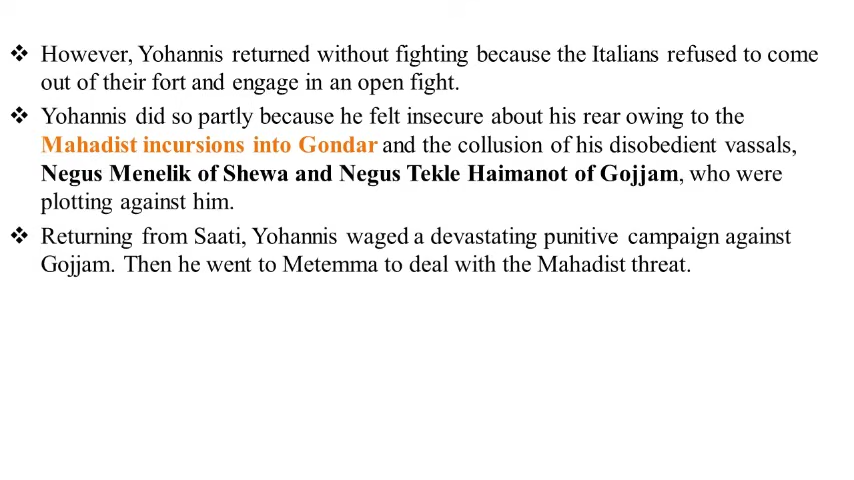 ❖ However, Yohannis returned without fighting because the Italians refused to come
out of their fort and engage in an open fight.
❖ Yohannis did so partly because he felt insecure about his rear owing to the
Mahadist incursions into Gondar and the collusion of his disobedient vassals,
Negus Menelik of Shewa and Negus Tekle Haimanot of Gojjam, who were
plotting against him.
❖ Returning from Saati, Yohannis waged a devastating punitive campaign against
Gojjam. Then he went to Metemma to deal with the Mahadist threat.